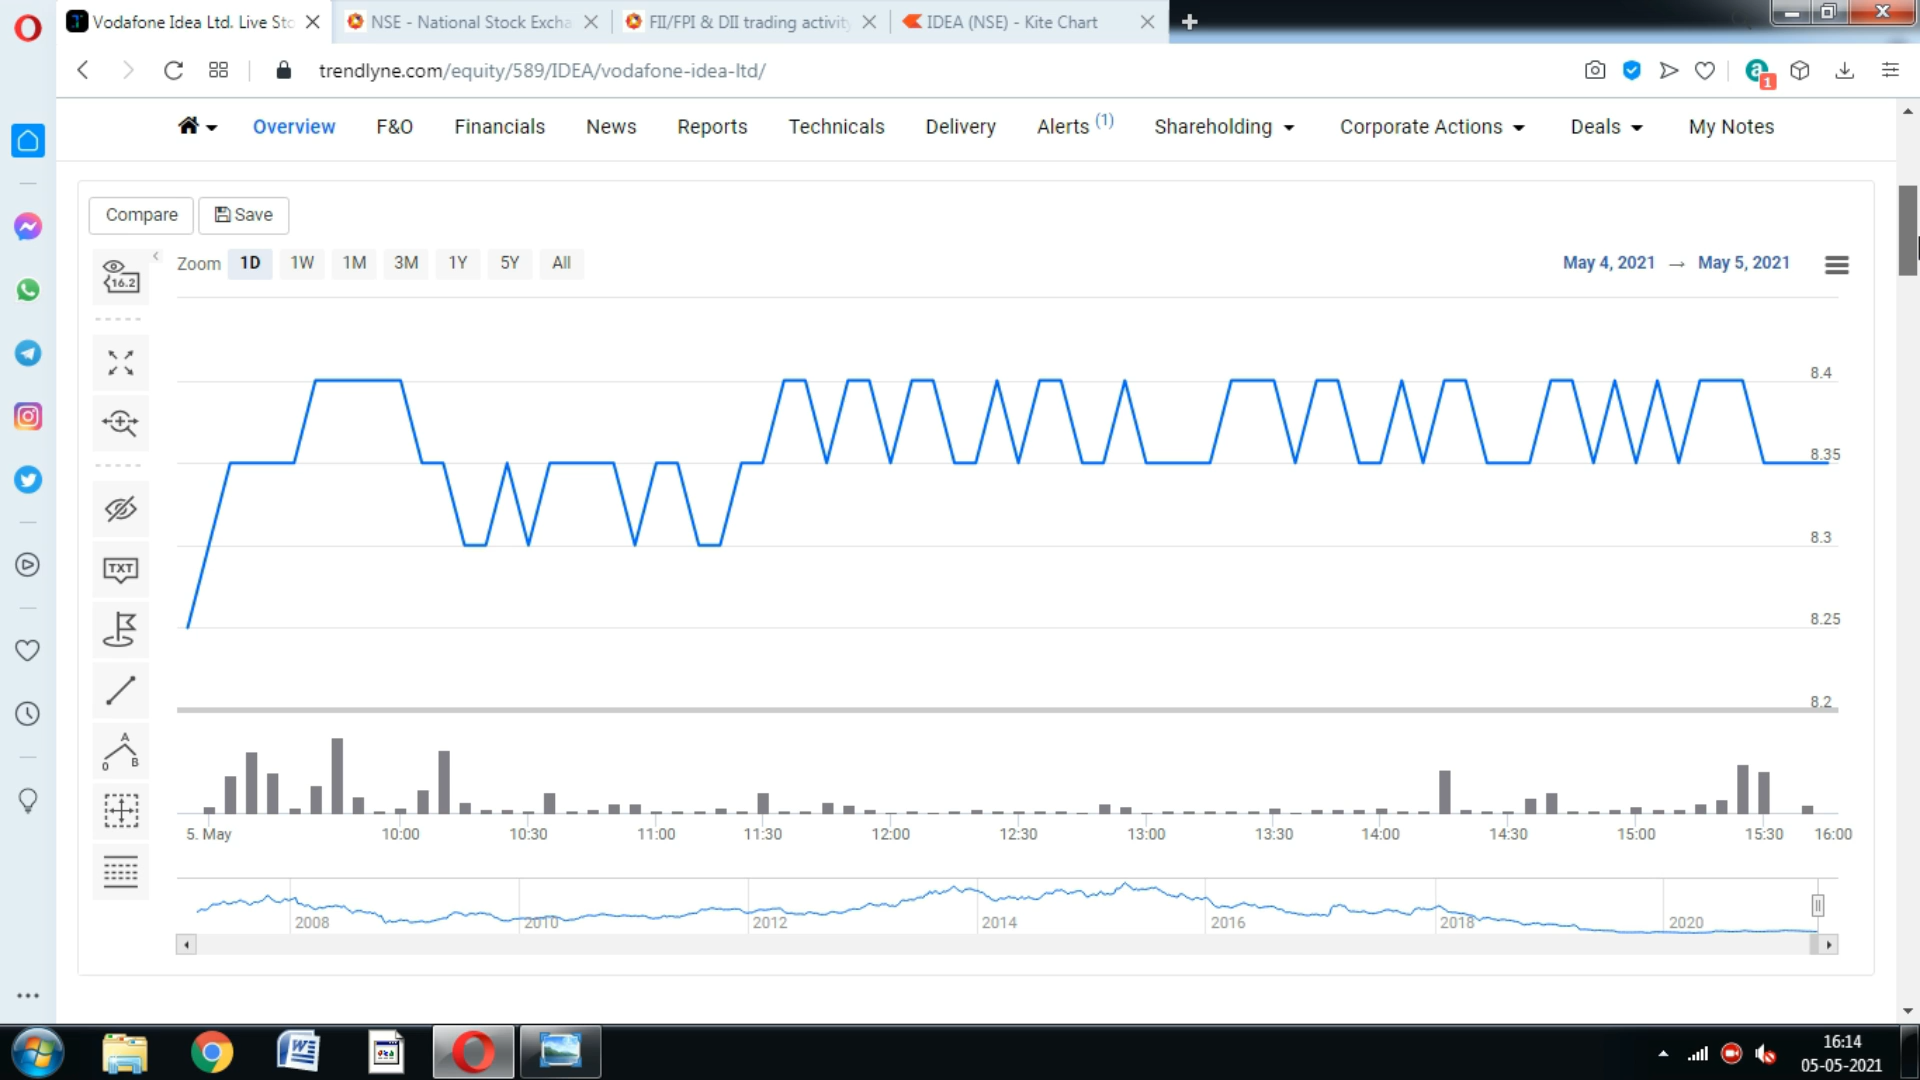 Vodafone Idea Ltd. Live Sto
NSE - National Stock Excha
FII/FPI & DII trading activity
IDEA (NSE) - Kite Chart
trendlyne.com/equity/589/IDEA/vodafone-idea-ltd/
a
1
Overview F&O Financials News Reports Technicals Delivery Alerts (1) Shareholding Corporate Actions Deals My Notes
Compare Save
16.2
Zoom 1D 1W 1M 3M 1Y 5Y All
May 4, 2021 → May 5, 2021
8.4
8.35
8.3
TXT
8.25
8.2
A
0 B
5. May 10:00 10:30 11:00 11:30 12:00 12:30 13:00 13:30 14:00 14:30 15:00 15:30 16:00
2008 2010 2012 2014 2016 2018 2020
W
16:14
05-05-2021